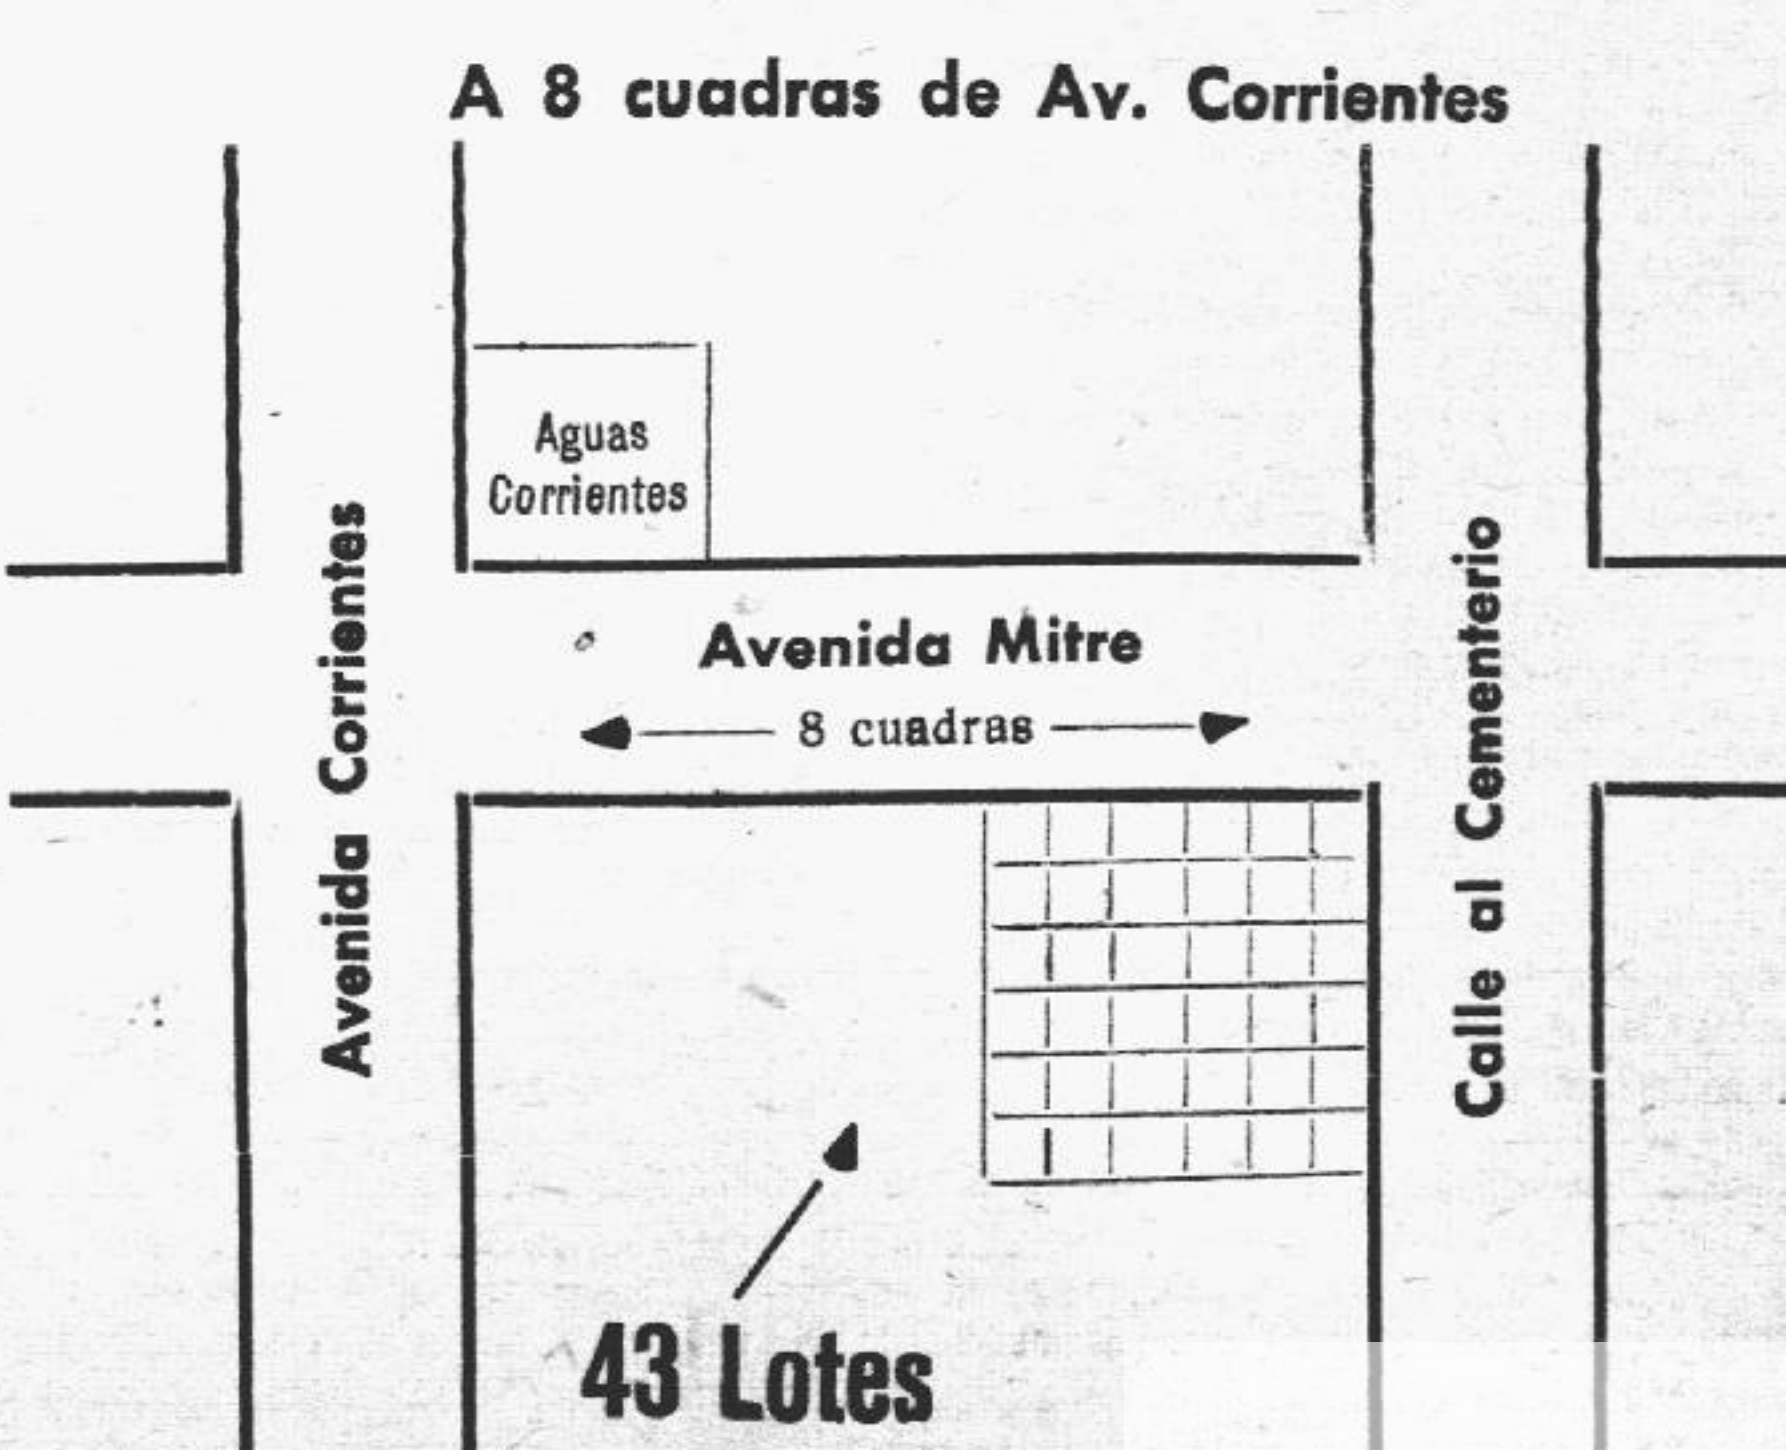 A 8 cuadras de Av. Corrientes
Aguas
Corrientes
Avenida Corrientes
Avenida Mitre
8 cuadras
Calle al Cementerio
43 Lotes